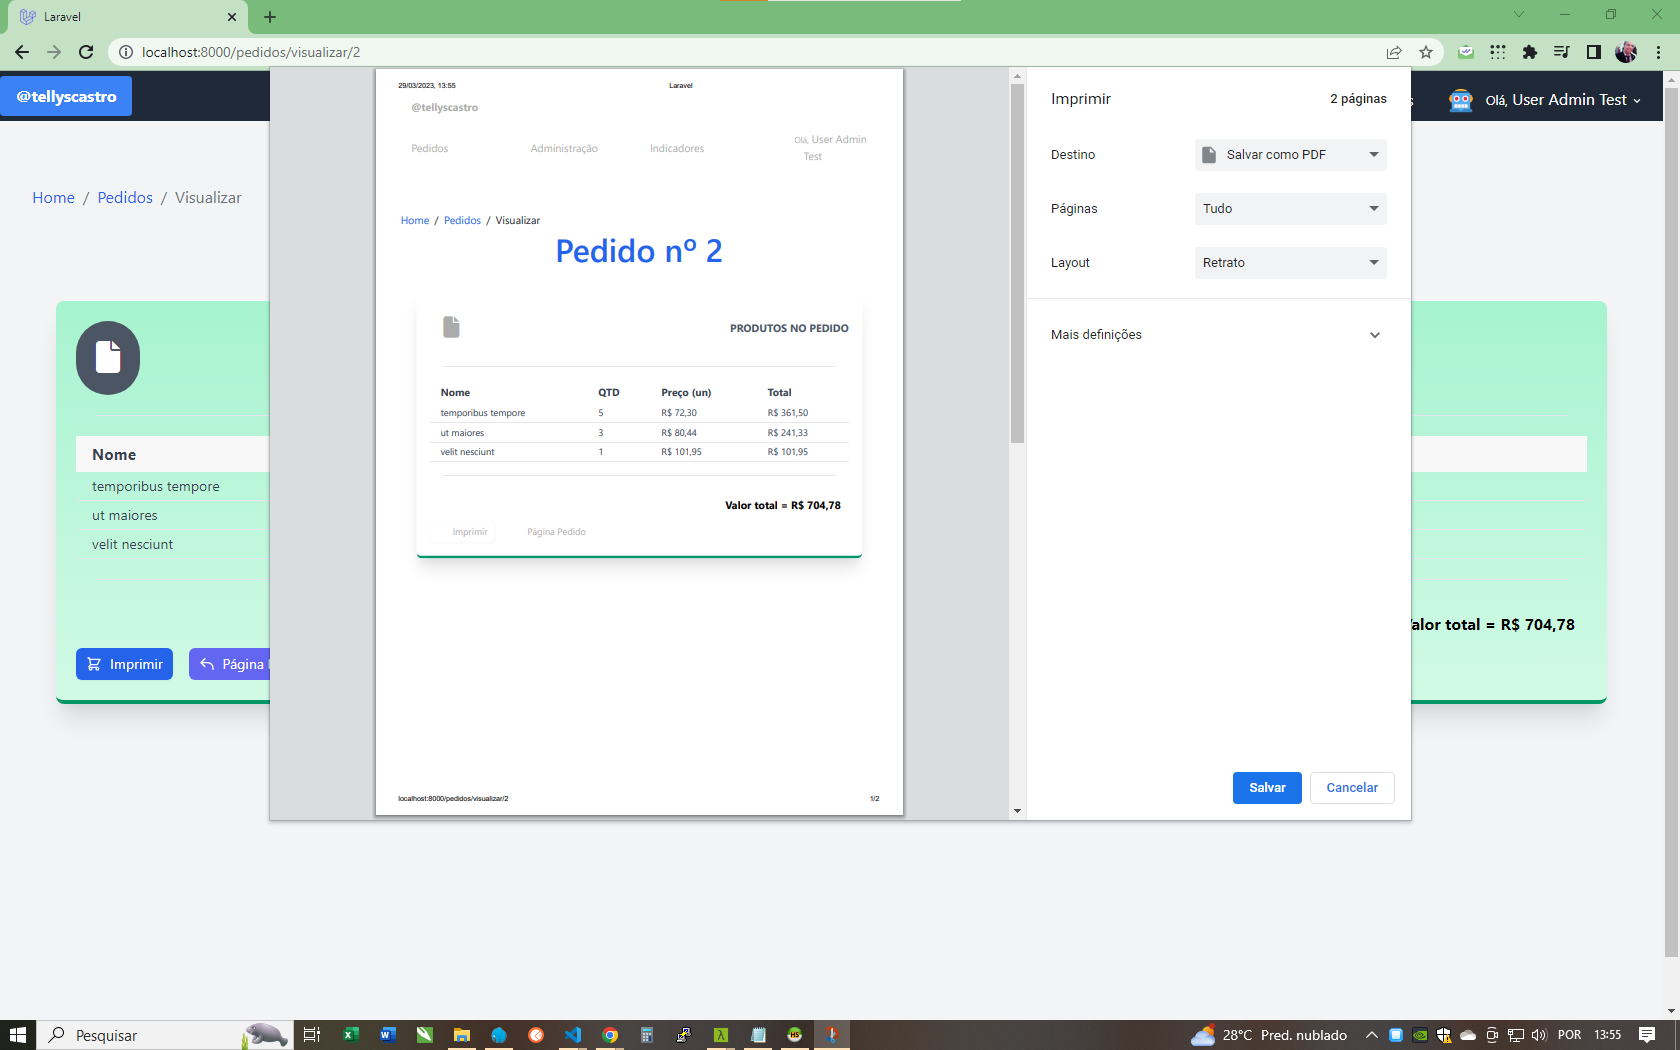 Laravel
localhost:8000/pedidos/visualizar/2
@tellyscastro
Olá, User Admin Test
Home / Pedidos / Visualizar
Nome
temporibus tempore
ut maiores
velit nesciunt
Imprimir
Página
alor total = R$ 704,78
29/03/2023, 13:55
Laravel
@tellyscastro
Pedidos
Administração
Indicadores
Olá, User Admin
Test
Home / Pedidos / Visualizar
Pedido nº 2
PRODUTOS NO PEDIDO
Nome QTD Preço (un) Total
temporibus tempore 5 R$ 72,30 R$ 361,50
ut maiores 3 R$ 80,44 R$ 241,33
velit nesciunt 1 R$ 101,95 R$ 101,95
Valor total = R$ 704,78
Imprimir
Página Pedido
localhost:8000/pedidos/visualizar/2
1/2
Imprimir
2 páginas
Destino
Salvar como PDF
Páginas
Tudo
Layout
Retrato
Mais definições
Salvar
Cancelar
Pesquisar
28°C Pred. nublado
POR
13:55